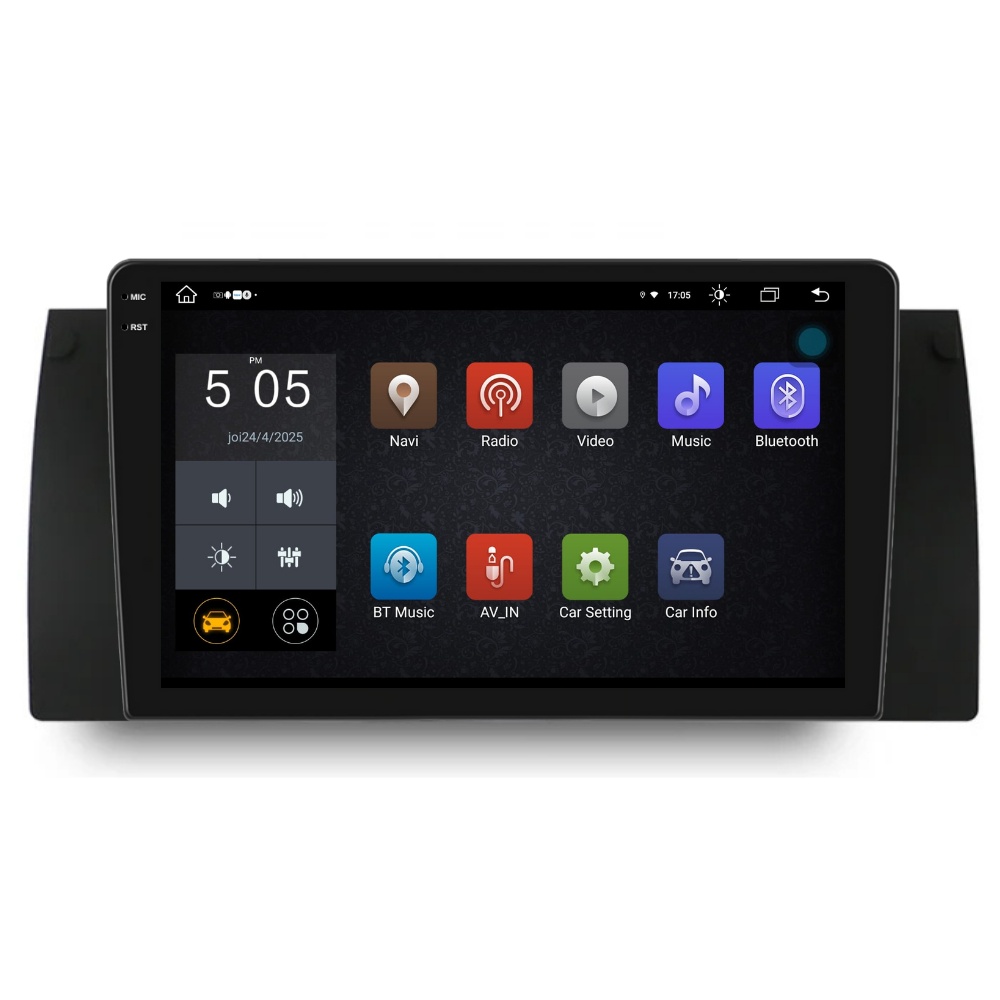 MIC
RST
17:05
PM
5 05
joi24/4/2025
Navi
Radio
Video
Music
Bluetooth
BT Music
AV_IN
Car Setting
Car Info